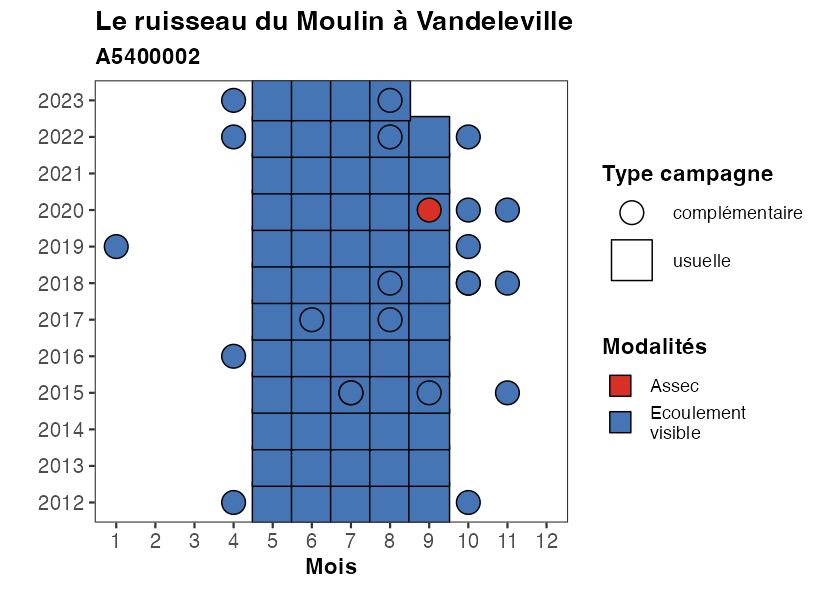 Le ruisseau du Moulin à Vandeleville
A5400002
2023
2022
2021
2020
2019
2018
2017
2016
2015
2014
2013
2012
1 2 3 4 5 6 7 8 9 10 11 12
Mois
Type campagne
complémentaire
usuelle
Modalités
Assec
Ecoulement
visible